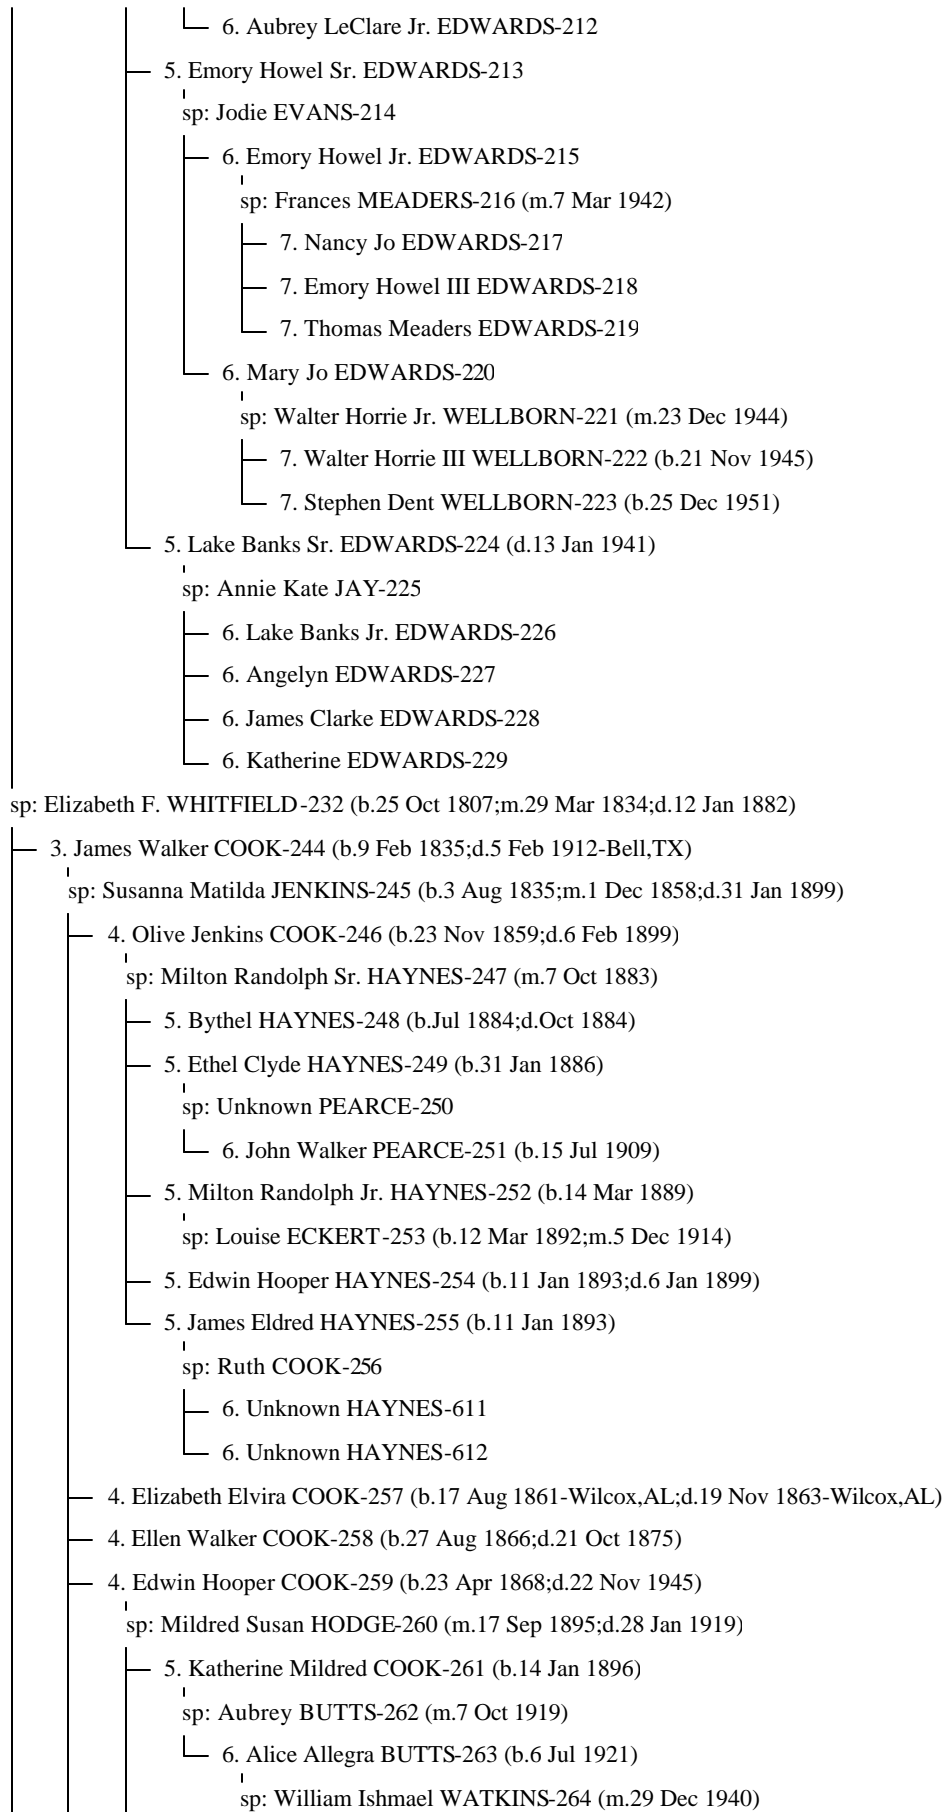 6. Aubrey LeClare Jr. EDWARDS-212
5. Emory Howel Sr. EDWARDS-213
sp: Jodie EVANS-214
6. Emory Howel Jr. EDWARDS-215
sp: Frances MEADERS-216 (m.7 Mar 1942)
7. Nancy Jo EDWARDS-217
7. Emory Howel III EDWARDS-218
7. Thomas Meaders EDWARDS-219
6. Mary Jo EDWARDS-220
sp: Walter Horrie Jr. WELLBORN-221 (m.23 Dec 1944)
7. Walter Horrie III WELLBORN-222 (b.21 Nov 1945)
7. Stephen Dent WELLBORN-223 (b.25 Dec 1951)
5. Lake Banks Sr. EDWARDS-224 (d.13 Jan 1941)
sp: Annie Kate JAY-225
6. Lake Banks Jr. EDWARDS-226
6. Angelyn EDWARDS-227
6. James Clarke EDWARDS-228
6. Katherine EDWARDS-229
sp: Elizabeth F. WHITFIELD-232 (b.25 Oct 1807;m.29 Mar 1834;d.12 Jan 1882)
3. James Walker COOK-244 (b.9 Feb 1835;d.5 Feb 1912-Bell,TX)
sp: Susanna Matilda JENKINS-245 (b.3 Aug 1835;m.1 Dec 1858;d.31 Jan 1899)
4. Olive Jenkins COOK-246 (b.23 Nov 1859;d.6 Feb 1899)
sp: Milton Randolph Sr. HAYNES-247 (m.7 Oct 1883)
5. Bythel HAYNES-248 (b.Jul 1884;d.Oct 1884)
5. Ethel Clyde HAYNES-249 (b.31 Jan 1886)
sp: Unknown PEARCE-250
6. John Walker PEARCE-251 (b.15 Jul 1909)
5. Milton Randolph Jr. HAYNES-252 (b.14 Mar 1889)
sp: Louise ECKERT-253 (b.12 Mar 1892;m.5 Dec 1914)
5. Edwin Hooper HAYNES-254 (b.11 Jan 1893;d.6 Jan 1899)
5. James Eldred HAYNES-255 (b.11 Jan 1893)
sp: Ruth COOK-256
6. Unknown HAYNES-611
6. Unknown HAYNES-612
4. Elizabeth Elvira COOK-257 (b.17 Aug 1861-Wilcox,AL;d.19 Nov 1863-Wilcox,AL)
4. Ellen Walker COOK-258 (b.27 Aug 1866;d.21 Oct 1875)
4. Edwin Hooper COOK-259 (b.23 Apr 1868;d.22 Nov 1945)
sp: Mildred Susan HODGE-260 (m.17 Sep 1895;d.28 Jan 1919)
5. Katherine Mildred COOK-261 (b.14 Jan 1896)
sp: Aubrey BUTTS-262 (m.7 Oct 1919)
6. Alice Allegra BUTTS-263 (b.6 Jul 1921)
sp: William Ishmael WATKINS-264 (m.29 Dec 1940)